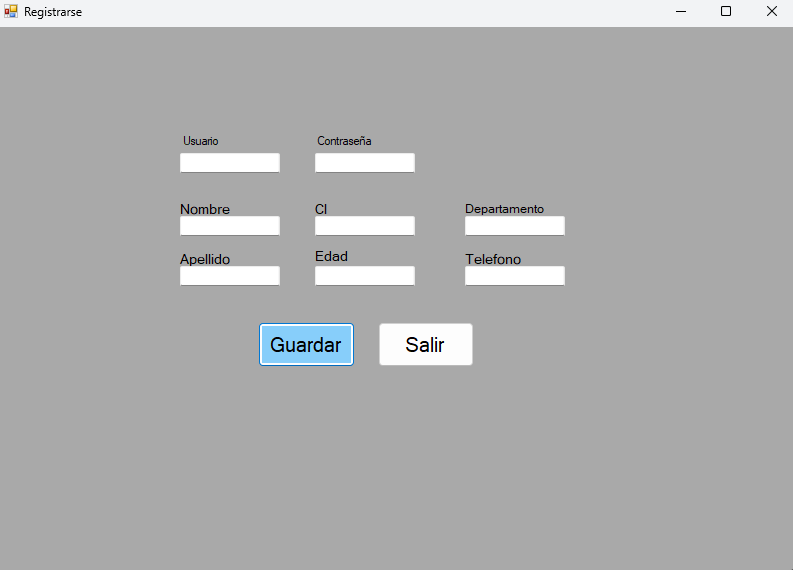 Registrarse
Usuario Contraseña
Nombre CI Departamento
Apellido Edad Telefono
Guardar Salir